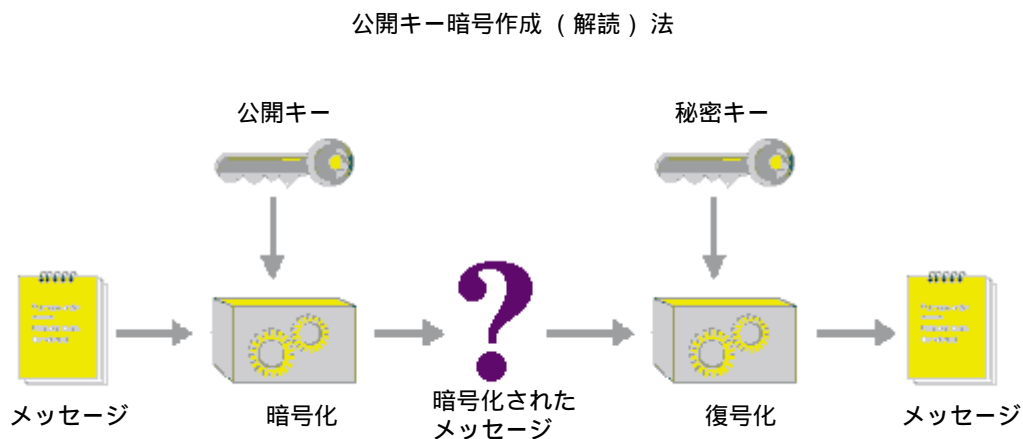 公開キー暗号作成 (解読) 法
公開キー
秘密キー
メッセージ
暗号化
暗号化された
メッセージ
復号化
メッセージ